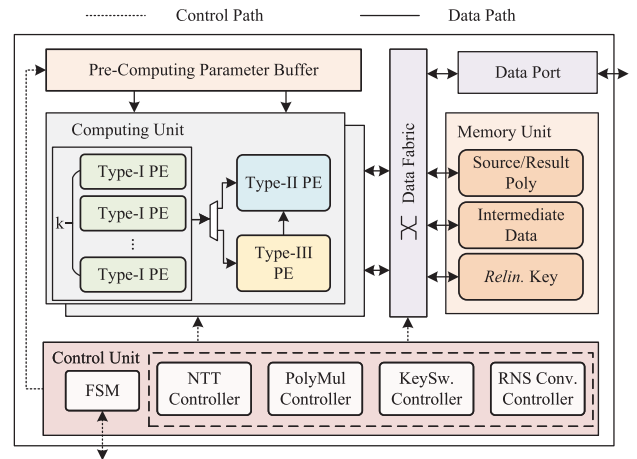 Control Path
Data Path
Pre-Computing Parameter Buffer
Computing Unit
k
Type-I PE
Type-I PE
⋮
Type-I PE
Type-II PE
Type-III
PE
Data Fabric
Data Port
Memory Unit
Source/Result
Poly
Intermediate
Data
Relin. Key
Control Unit
FSM
NTT
Controller
PolyMul
Controller
KeySw.
Controller
RNS Conv.
Controller